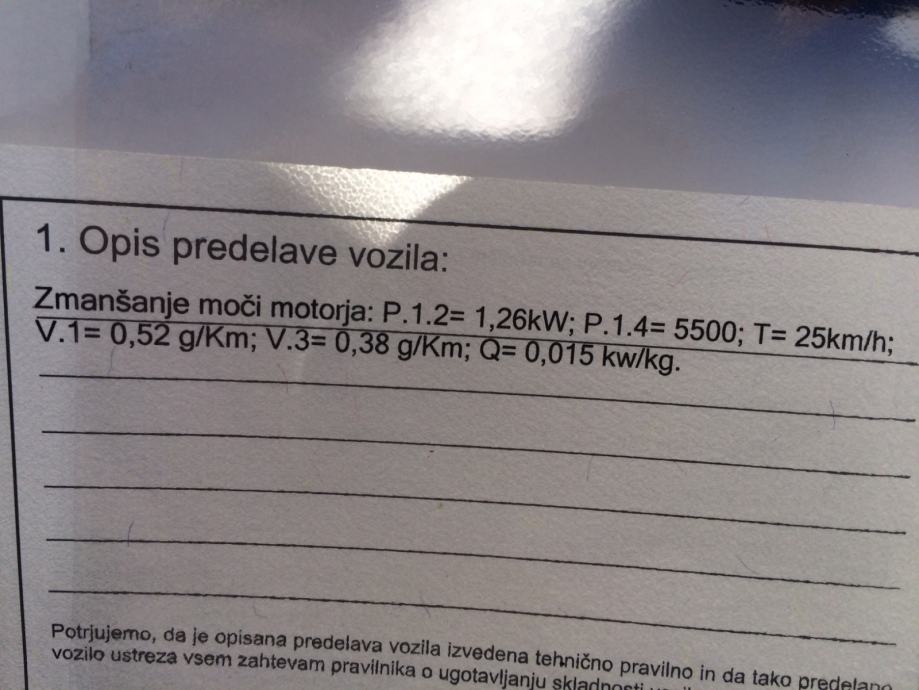 1. Opis predelave vozila:
Zmanšanje moči motorja: P.1.2= 1,26kW; P.1.4= 5500; T= 25km/h;
V.1= 0,52 g/Km; V.3= 0,38 g/Km; Q= 0,015 kw/kg.
Potrjujemo, da je opisana predelava vozila izvedena tehnično pravilno in da tako predelano
vozilo ustreza vsem zahtevam pravilnika o ugotavljanju skladnosti